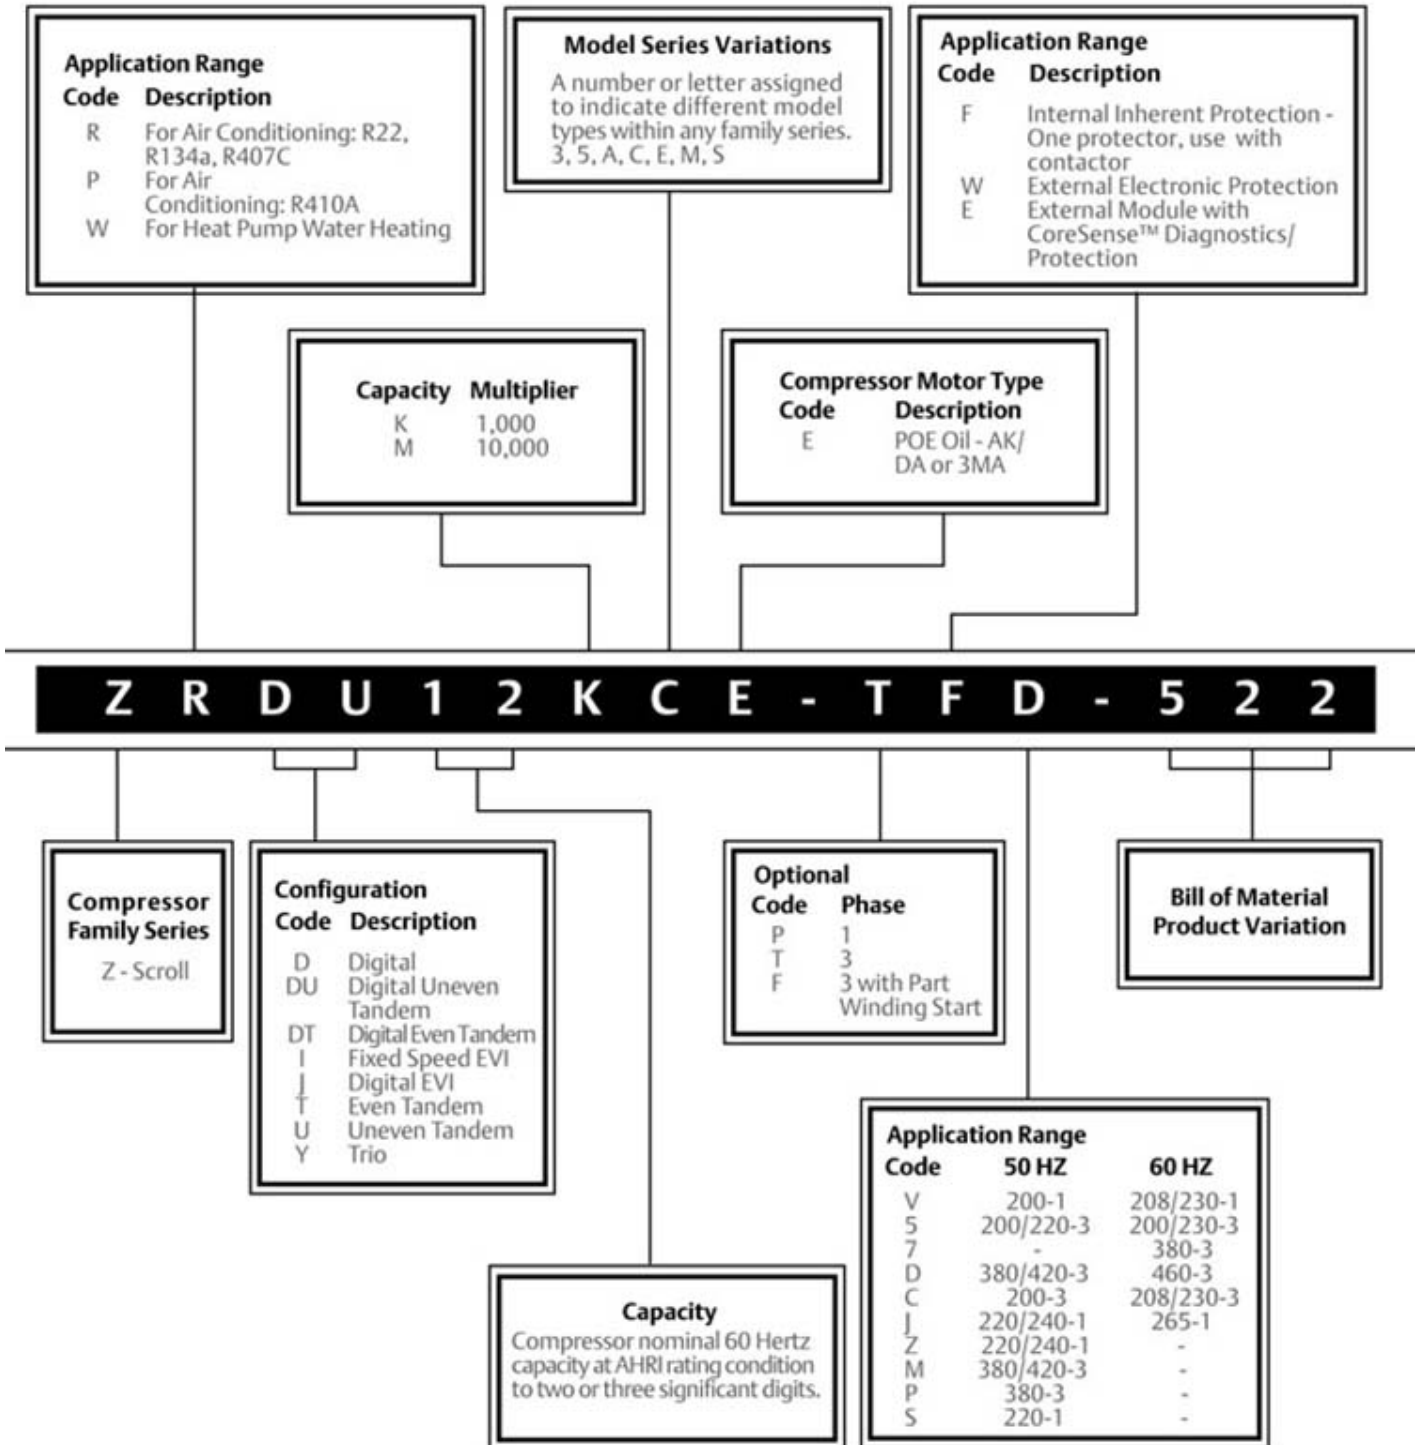 Application Range
Code Description
R For Air Conditioning: R22,
R134a, R407C
P For Air
Conditioning: R410A
W For Heat Pump Water Heating
Model Series Variations
A number or letter assigned
to indicate different model
types within any family series.
3, 5, A, C, E, M, S
Application Range
Code Description
F Internal Inherent Protection -
One protector, use with
contactor
W External Electronic Protection
E External Module with
CoreSense™ Diagnostics/
Protection
Capacity Multiplier
K 1,000
M 10,000
Compressor Motor Type
Code Description
E POE Oil - AK/
DA or 3MA
Z R D U 1 2 K C E - T F D - 5 2 2
Compressor
Family Series
Z - Scroll
Configuration
Code Description
D Digital
DU Digital Uneven
Tandem
DT Digital Even Tandem
I Fixed Speed EVI
J Digital EVI
T Even Tandem
U Uneven Tandem
Y Trio
Optional
Code Phase
P 1
T 3
F 3 with Part
Winding Start
Bill of Material
Product Variation
Capacity
Compressor nominal 60 Hertz
capacity at AHRI rating condition
to two or three significant digits.
Application Range
Code 50 HZ 60 HZ
V 200-1 208/230-1
5 200/220-3 200/230-3
7 - 380-3
D 380/420-3 460-3
C 200-3 208/230-3
J 220/240-1 265-1
Z 220/240-1 -
M 380/420-3 -
P 380-3 -
S 220-1 -